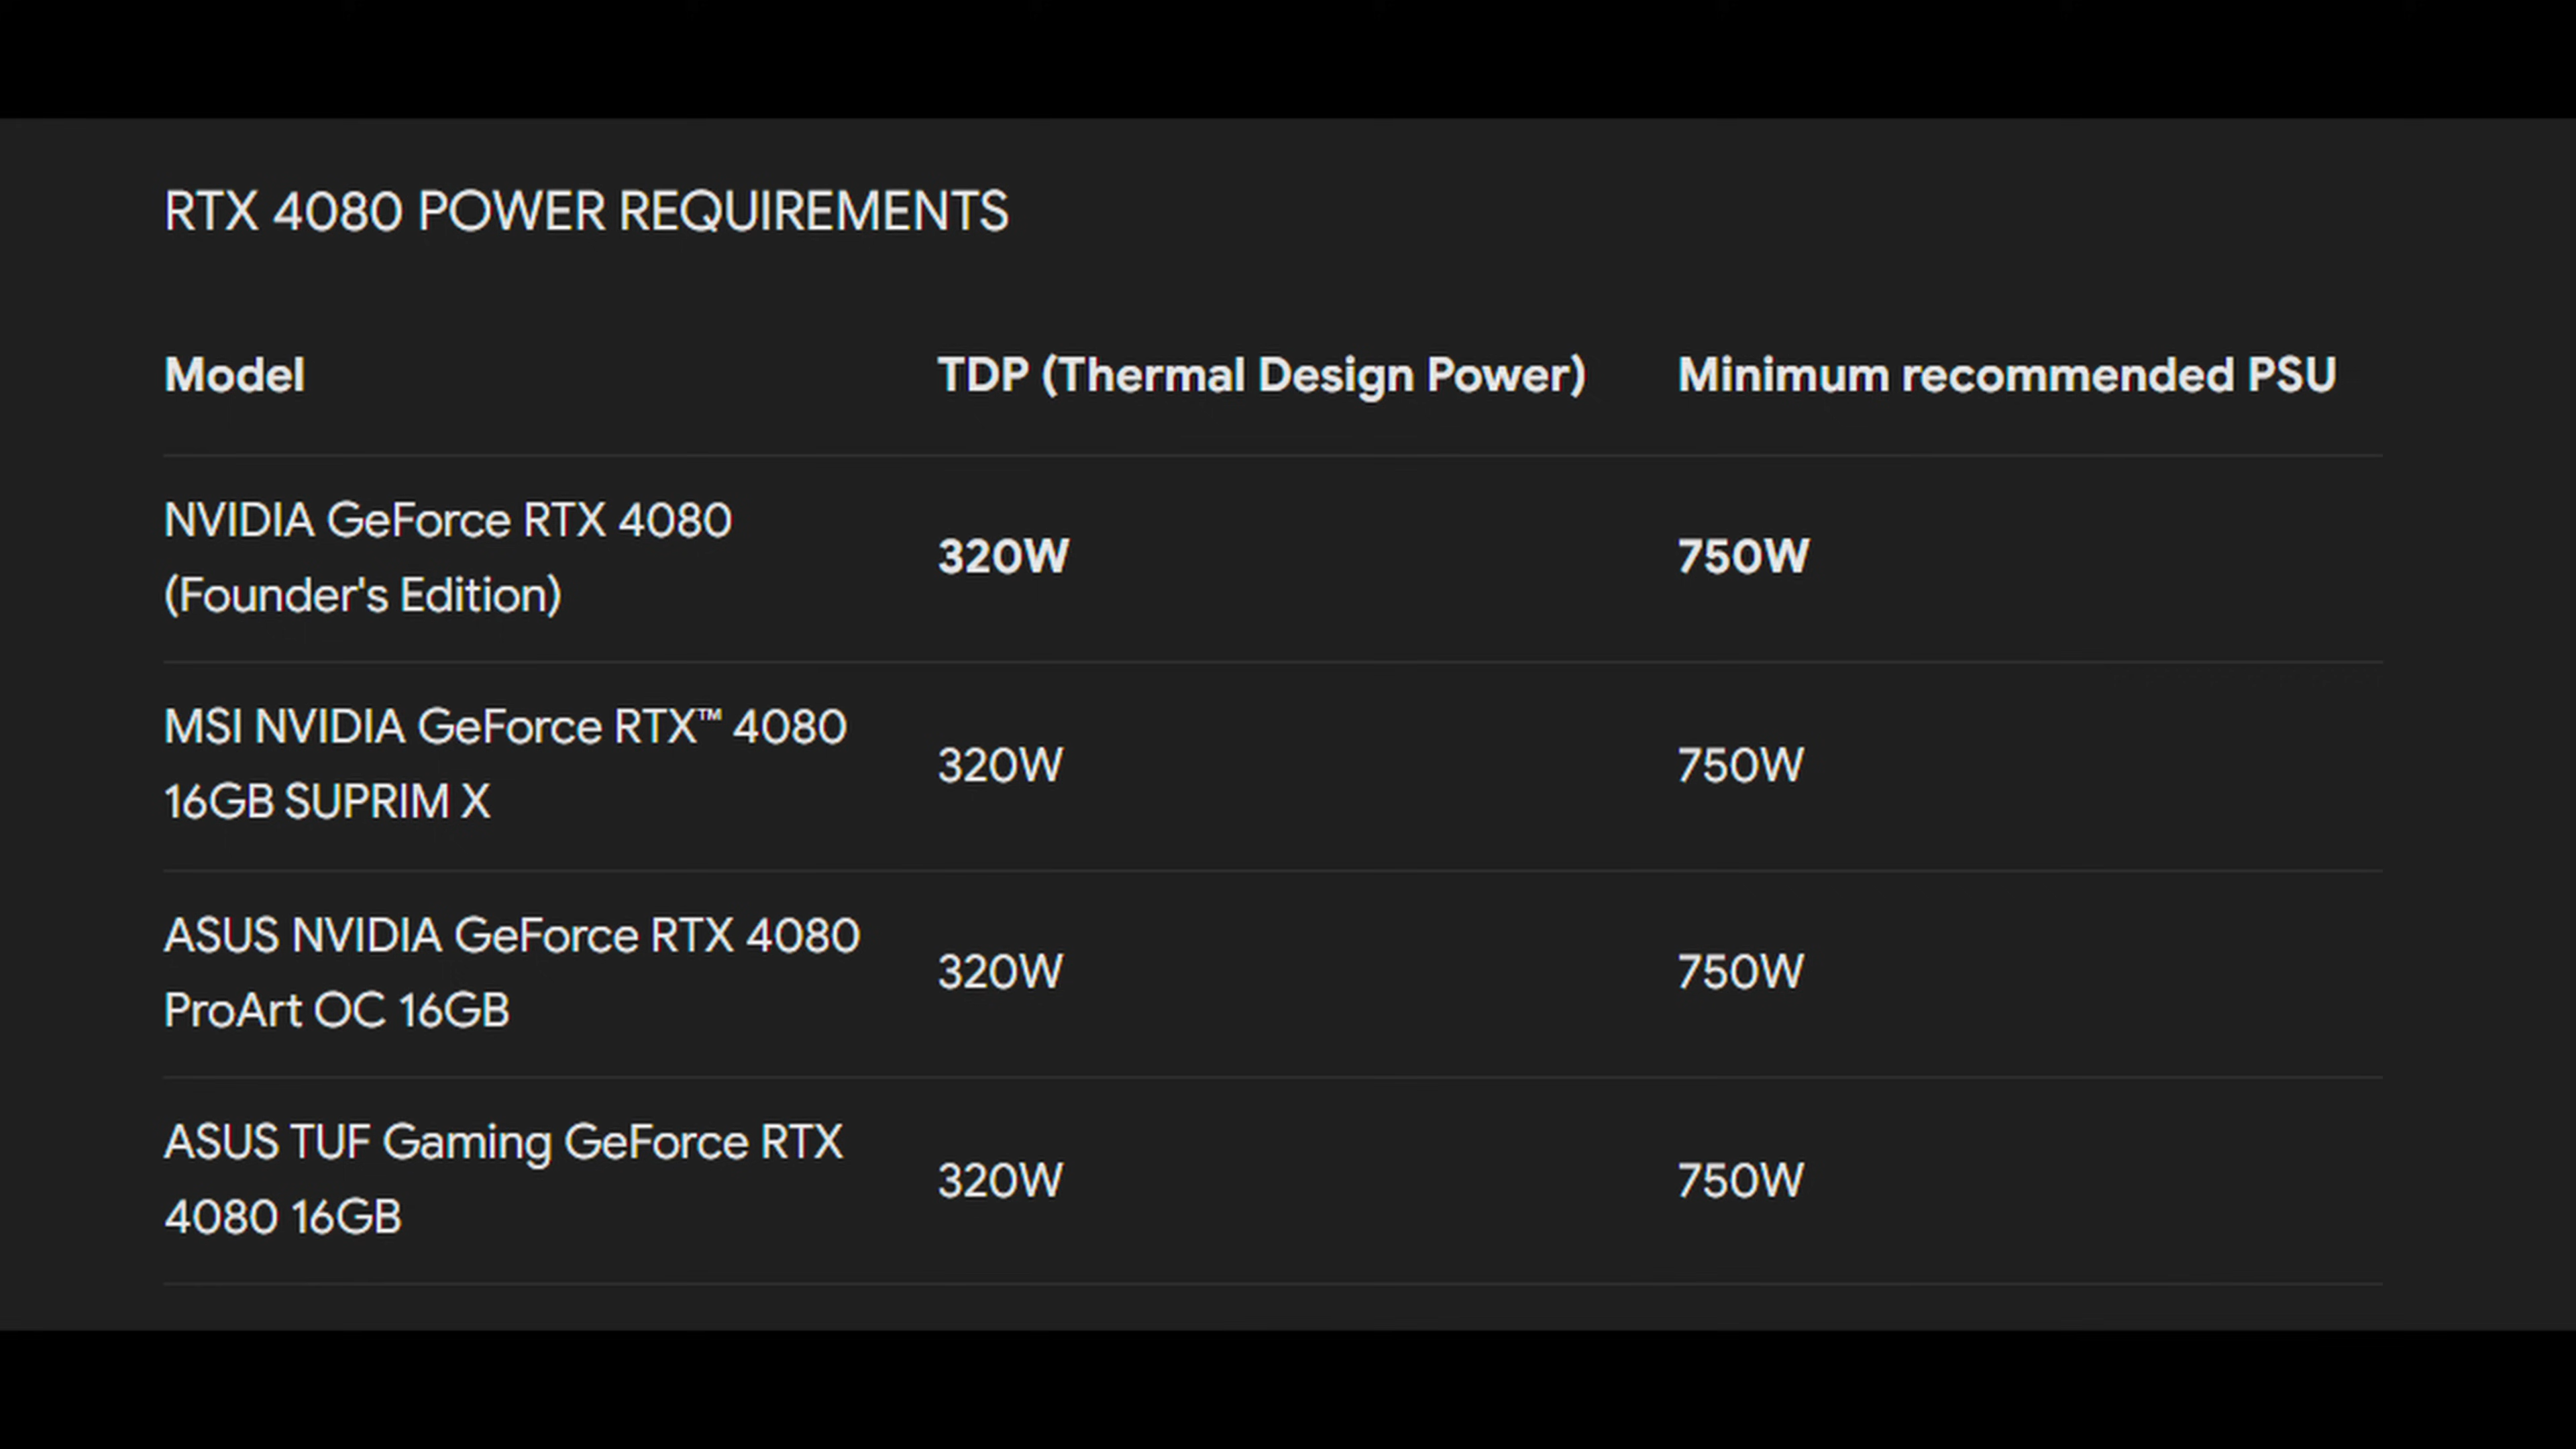 RTX 4080 POWER REQUIREMENTS
Model TDP (Thermal Design Power) Minimum recommended PSU
NVIDIA GeForce RTX 4080
(Founder's Edition)
320W 750W
MSI NVIDIA GeForce RTX™ 4080
16GB SUPRIM X
320W 750W
ASUS NVIDIA GeForce RTX 4080
ProArt OC 16GB
320W 750W
ASUS TUF Gaming GeForce RTX
4080 16GB
320W 750W